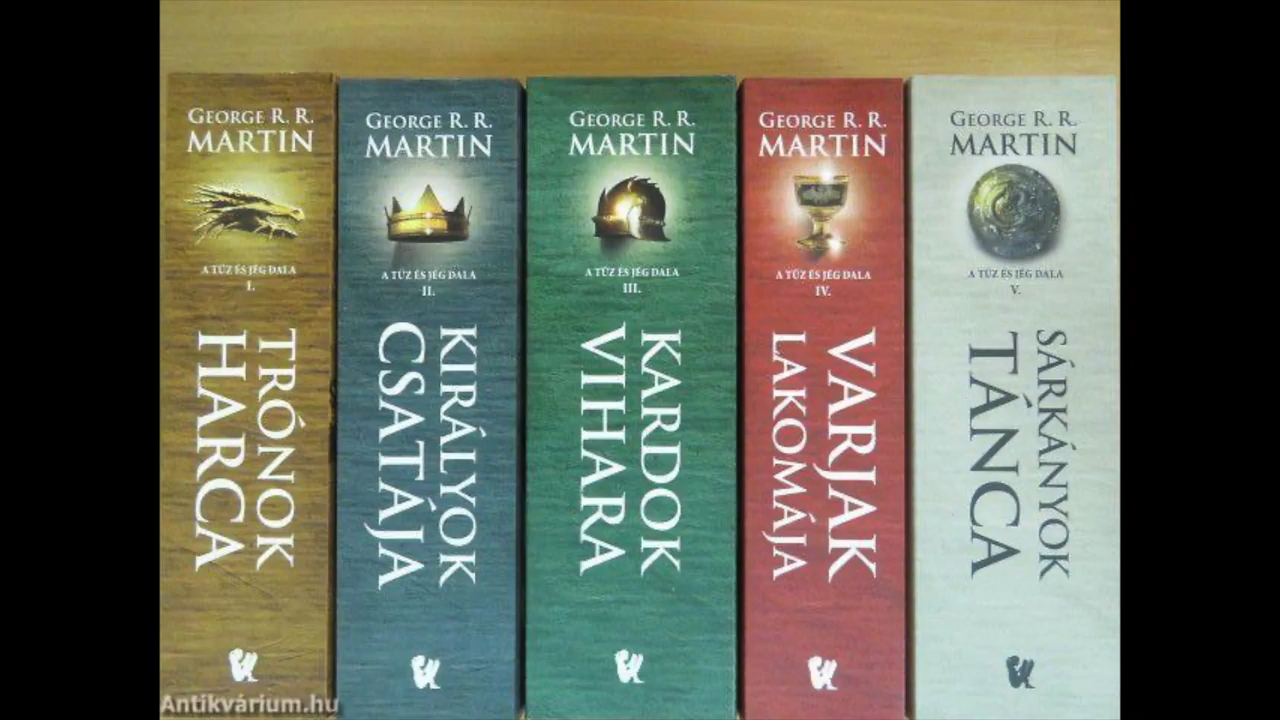 GEORGE R. R.
MARTIN
A TŰZ ÉS JÉG DALA
I.
TRÓNOK
HARCA
GEORGE R. R.
MARTIN
A TŰZ ÉS JÉG DALA
II.
KIRÁLYOK
CSATÁJA
GEORGE R. R.
MARTIN
A TŰZ ÉS JÉG DALA
III.
KARDOK
VIHARA
GEORGE R. R.
MARTIN
A TŰZ ÉS JÉG DALA
IV.
VARJAK
LAKOMÁJA
GEORGE R. R.
MARTIN
A TŰZ ÉS JÉG DALA
V.
SÁRKÁNYOK
TÁNCA
Antikvárium.hu